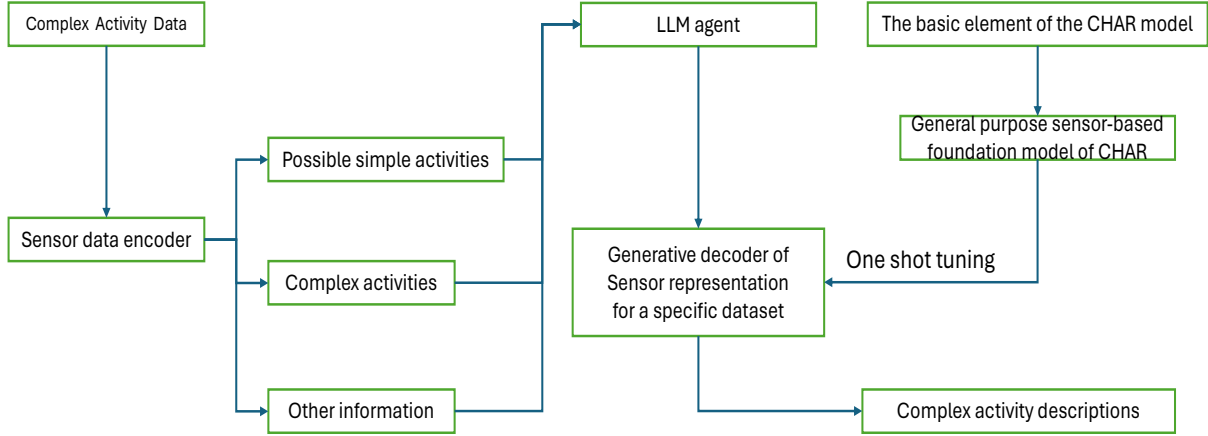 Complex Activity Data
LLM agent
The basic element of the CHAR model
General purpose sensor-based
foundation model of CHAR
Possible simple activities
Sensor data encoder
Complex activities
Other information
Generative decoder of
Sensor representation
for a specific dataset
One shot tuning
Complex activity descriptions